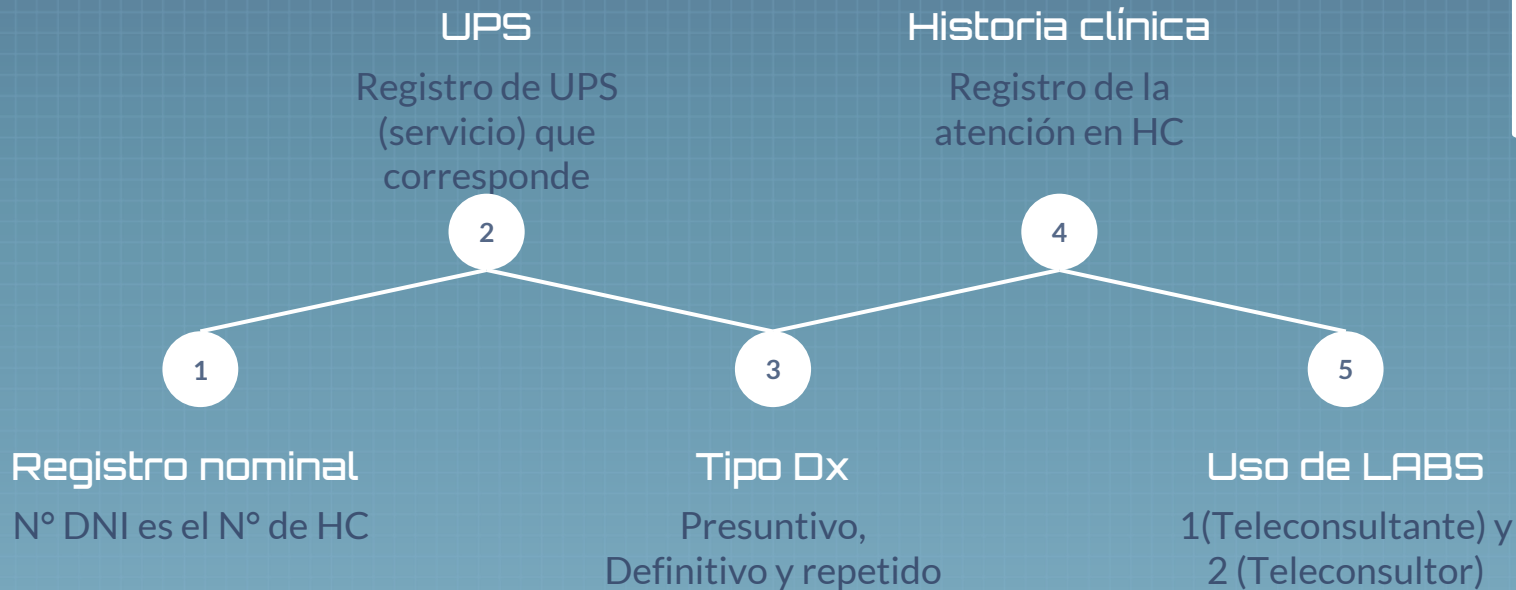 UPS
Registro de UPS
(servicio) que
corresponde
Historia clínica
Registro de la
atención en HC
2
4
1
3
5
Registro nominal
N° DNI es el N° de HC
Tipo Dx
Presuntivo,
Definitivo y repetido
Uso de LABS
1(Teleconsultante) y
2 (Teleconsultor)